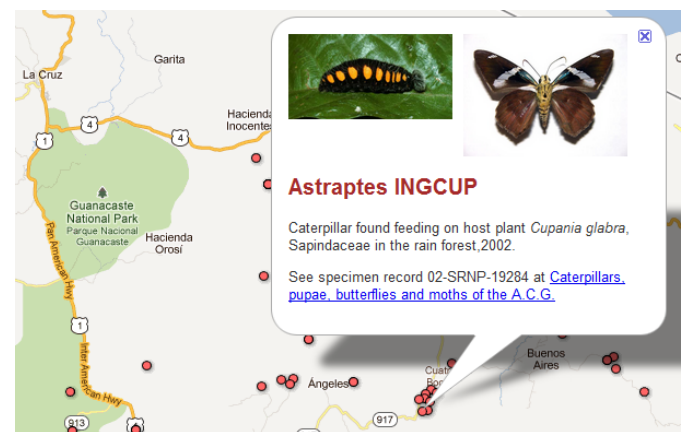 Garita
La Cruz
4
1
4
Hacienda
Inocente
Guanacaste
National Park
Parque Nacional
Guanacaste
Hacienda
Orosí
Pan American Hwy
1
Inter American Hwy
913
Astraptes INGCUP
Caterpillar found feeding on host plant Cupania glabra,
Sapindaceae in the rain forest,2002.
See specimen record 02-SRNP-19284 at Caterpillars,
pupae, butterflies and moths of the A.C.G.
Ángeles
Buenos
Aires
917